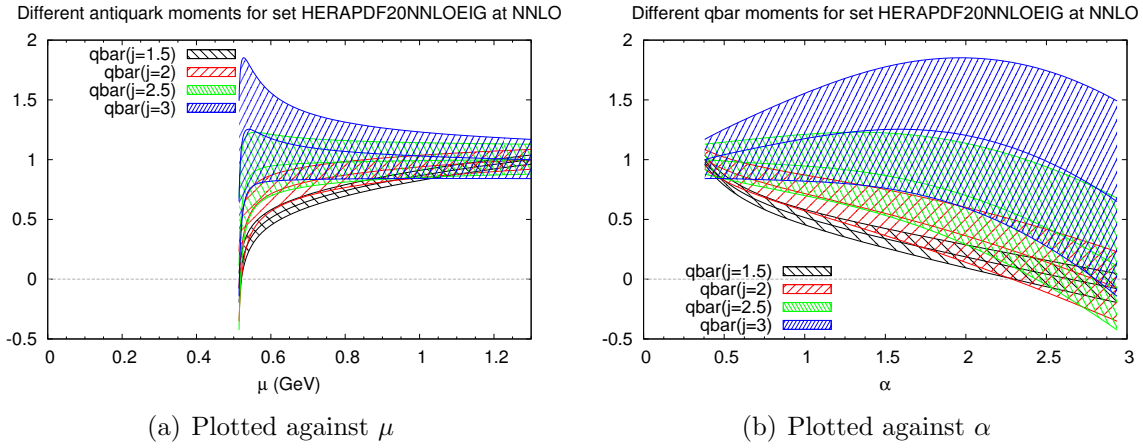 Different antiquark moments for set HERAPDF20NNLOEIG at NNLO
qbar(j=1.5)
qbar(j=2)
qbar(j=2.5)
qbar(j=3)
2
1.5
1
0.5
0
-0.5
0 0.2 0.4 0.6 0.8 1 1.2
μ (GeV)
(a) Plotted against μ
Different qbar moments for set HERAPDF20NNLOEIG at NNLO
2
1.5
1
0.5
0
-0.5
qbar(j=1.5)
qbar(j=2)
qbar(j=2.5)
qbar(j=3)
0 0.5 1 1.5 2 2.5 3
α
(b) Plotted against α